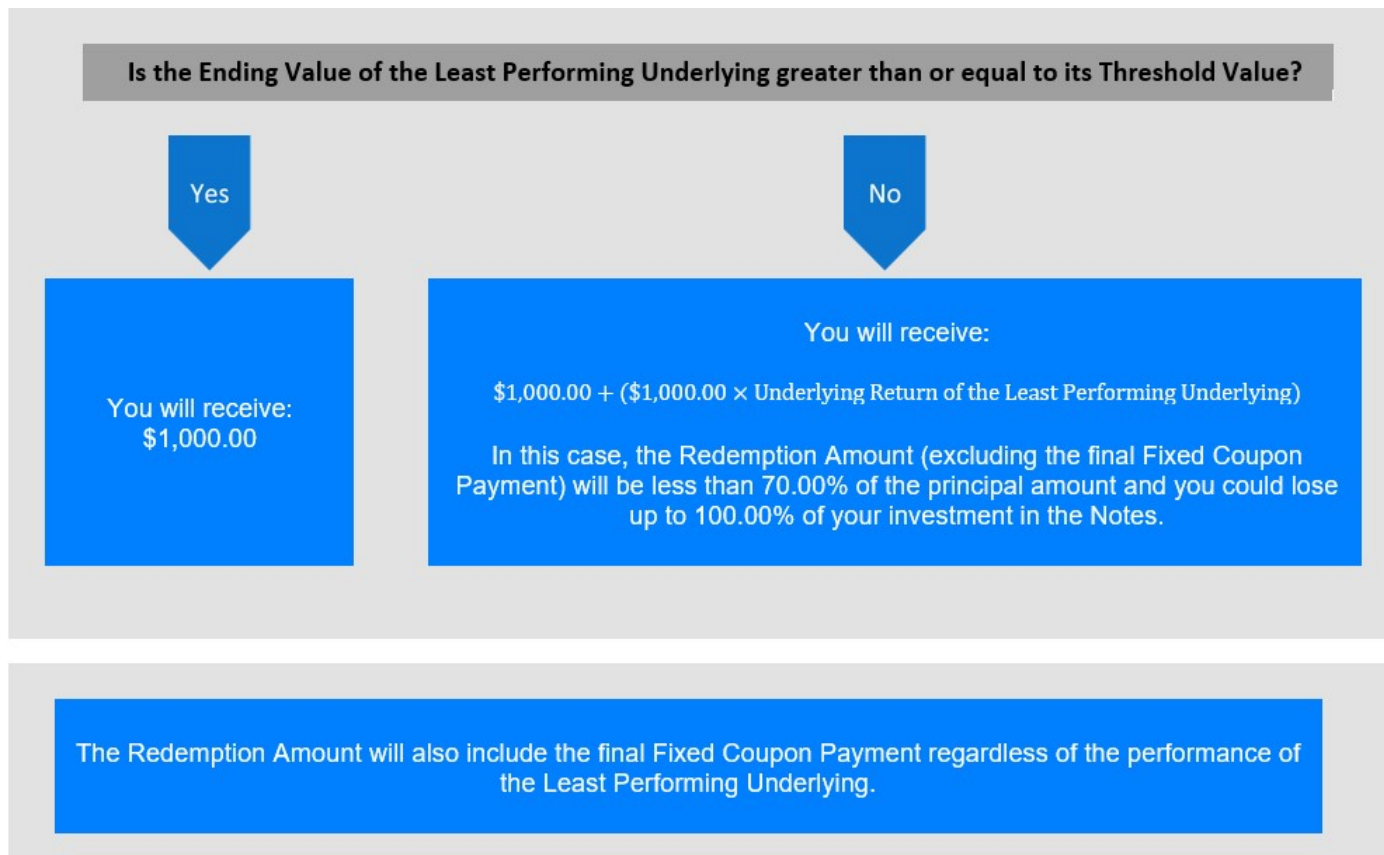 Is the Ending Value of the Least Performing Underlying greater than or equal to its Threshold Value?
Yes
No
You will receive:
$1,000.00
You will receive:
$1,000.00 + ($1,000.00 × Underlying Return of the Least Performing Underlying)
In this case, the Redemption Amount (excluding the final Fixed Coupon
Payment) will be less than 70.00% of the principal amount and you could lose
up to 100.00% of your investment in the Notes.
The Redemption Amount will also include the final Fixed Coupon Payment regardless of the performance of
the Least Performing Underlying.